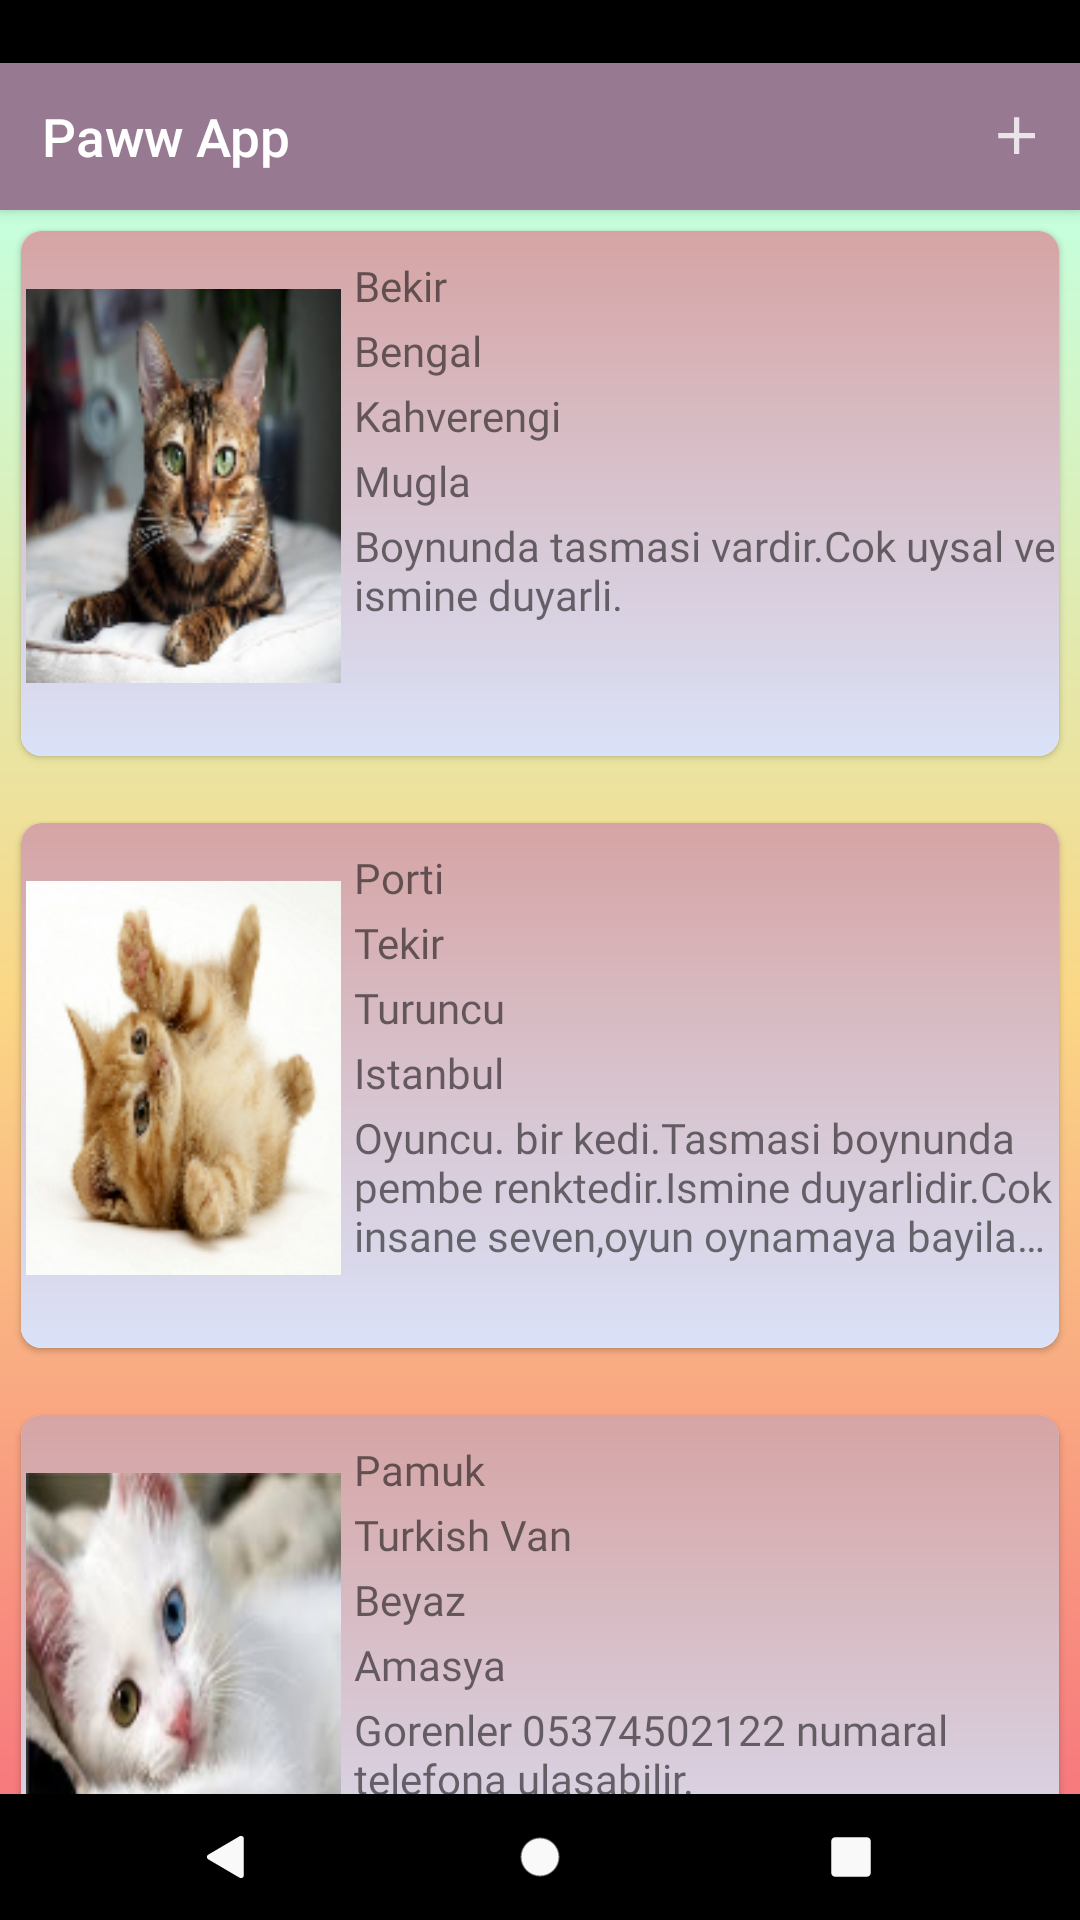 Paww App
Bekir
Bengal
Kahverengi
Mugla
Boynunda tasmasi vardir.Cok uysal ve
ismine duyarli.
Porti
Tekir
Turuncu
Istanbul
Oyuncu. bir kedi.Tasmasi boynunda
pembe renktedir.Ismine duyarlidir.Cok
insane seven,oyun oynamaya bayila…
Pamuk
Turkish Van
Beyaz
Amasya
Gorenler 05374502122 numaral
telefona ulasabilir.